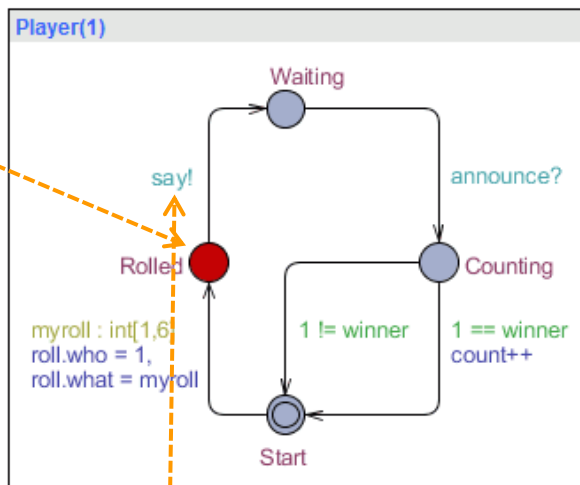 Player(1)
Waiting
say!
announce?
Rolled
Counting
myroll : int[1,6]
roll.who = 1,
roll.what = myroll
1 != winner
1 == winner
count++
Start